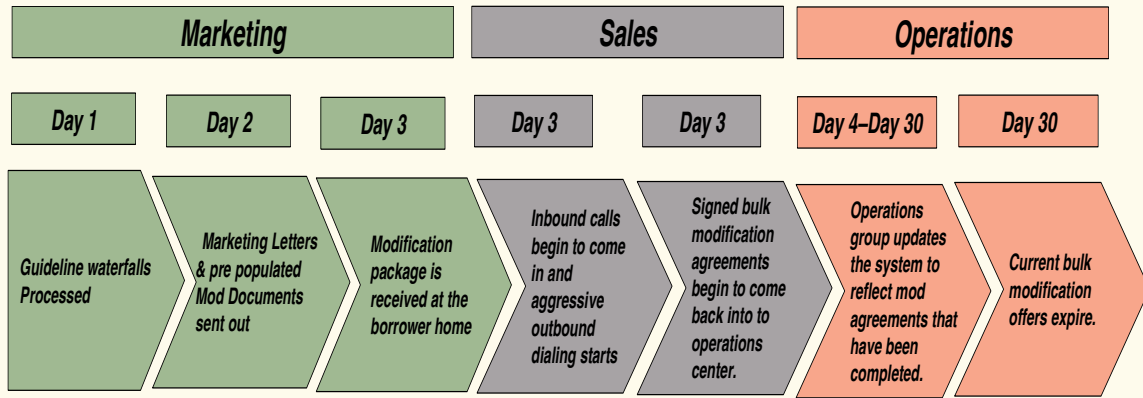 Marketing
Sales
Operations
Day 1
Day 2
Day 3
Day 3
Day 3
Day 4–Day 30
Day 30
Guideline waterfalls
Processed
Marketing Letters
& pre populated
Mod Documents
sent out
Modification
package is
received at the
borrower home
Inbound calls
begin to come
in and
aggressive
outbound
dialing starts
Signed bulk
modification
agreements
begin to come
back into to
operations
center.
Operations
group updates
the system to
reflect mod
agreements that
have been
completed.
Current bulk
modification
offers expire.